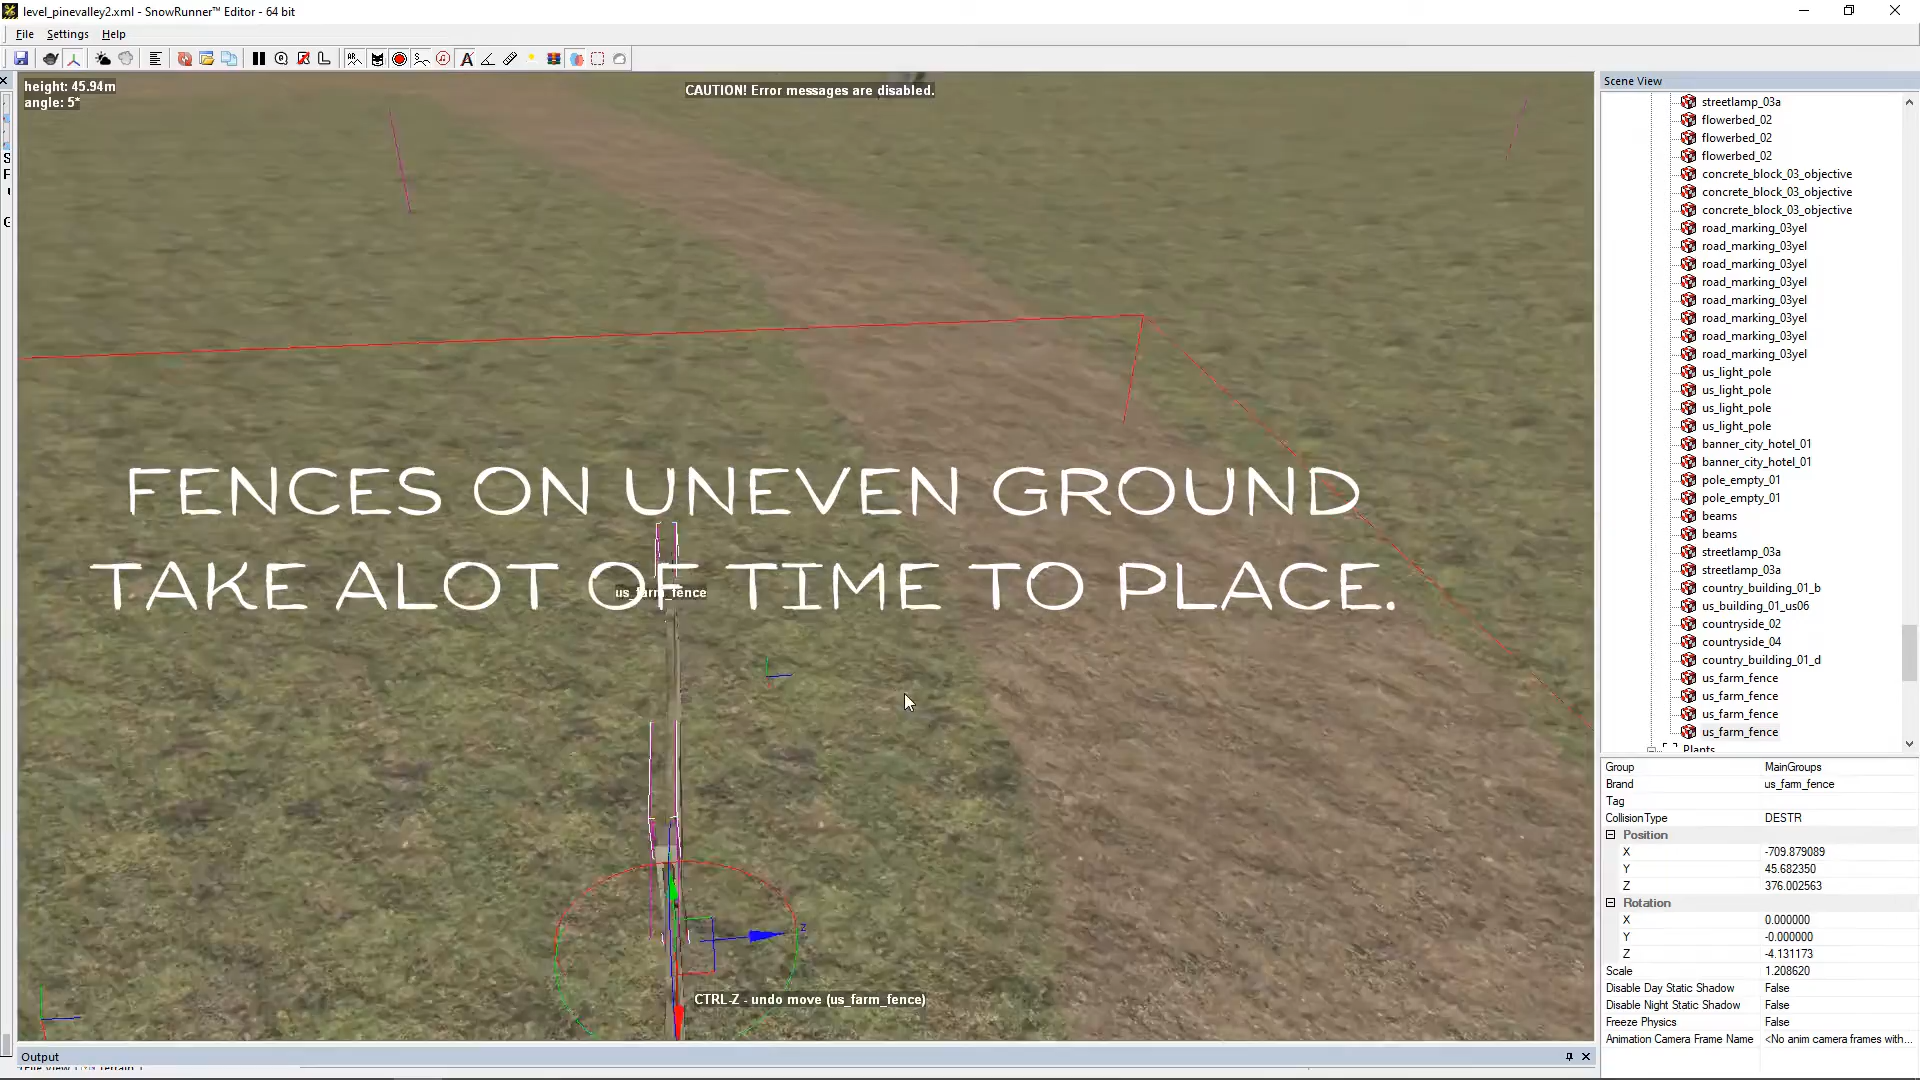 level_pinevalley2.xml - SnowRunner™ Editor - 64 bit
File Settings Help
height: 45.94m
angle: 5*
CAUTION! Error messages are disabled.
FENCES ON UNEVEN GROUND
TAKE ALOT OF TIME TO PLACE.
us_farm_fence
z
CTRL-Z - undo move (us_farm_fence)
Output
Scene View
streetlamp_03a
flowerbed_02
flowerbed_02
flowerbed_02
concrete_block_03_objective
concrete_block_03_objective
concrete_block_03_objective
road_marking_03yel
road_marking_03yel
road_marking_03yel
road_marking_03yel
road_marking_03yel
road_marking_03yel
road_marking_03yel
road_marking_03yel
us_light_pole
us_light_pole
us_light_pole
us_light_pole
banner_city_hotel_01
banner_city_hotel_01
pole_empty_01
pole_empty_01
beams
beams
streetlamp_03a
streetlamp_03a
country_building_01_b
us_building_01_us06
countryside_02
countryside_04
country_building_01_d
us_farm_fence
us_farm_fence
us_farm_fence
us_farm_fence
Plants
Group MainGroups
Brand us_farm_fence
Tag
CollisionType DESTR
Position
X -709.879089
Y 45.682350
Z 376.002563
Rotation
X 0.000000
Y -0.000000
Z -4.131173
Scale 1.208620
Disable Day Static Shadow False
Disable Night Static Shadow False
Freeze Physics False
Animation Camera Frame Name <No anim camera frames with...